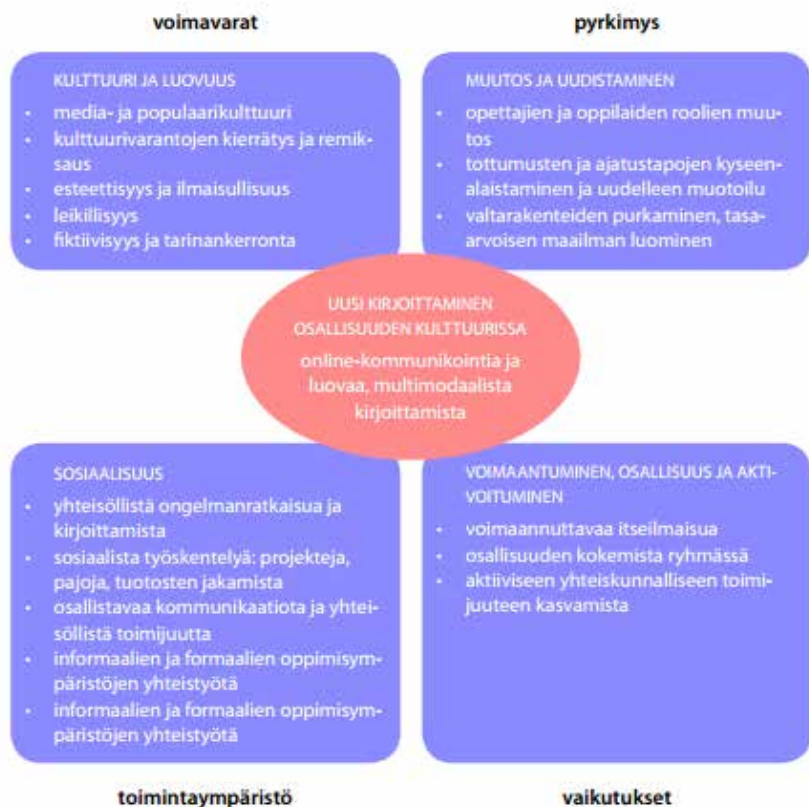 voimavarat
pyrkimys
KULTTUURI JA LUOVUUS
• media- ja populaarikulttuuri
• kulttuurivarantojen kierrätys ja remik-
saus
• esteettisyys ja ilmaisullisuus
• leikillisyys
• fiktiivisyys ja tarinankerronta
MUUTOS JA UUDISTAMINEN
• opettajien ja oppilaiden roolien muu-
tos
• tottumusten ja ajatustapojen kyseen-
alaistaminen ja uudelleen muotoilu
• valtarakenteiden purkaminen, tasa-
arvoisen maailman luominen
UUSI KIRJOITTAMINEN
OSALLISUUDEN KULTTUURISSA
online-kommunikointia ja
luovaa, multimodaalista
kirjoittamista
SOSIAALISUUS
• yhteisöllistä ongelmanratkaisua ja
kirjoittamista
• sosiaalista työskentelyä: projekteja,
pajoja, tuotosten jakamista
• osallistavaa kommunikaatiota ja yhtei-
söllistä toimijuutta
• informaalien ja formaalien oppimisym-
päristöjen yhteistyötä
• informaalien ja formaalien oppimisym-
päristöjen yhteistyötä
VOIMAANTUMINEN, OSALLISUUS JA AKTI-
VOITUMINEN
• voimaannuttavaa itseilmaisua
• osallisuuden kokemista ryhmässä
• aktiiviseen yhteiskunnalliseen toimi-
juuteen kasvamista
toimintaympäristö
vaikutukset